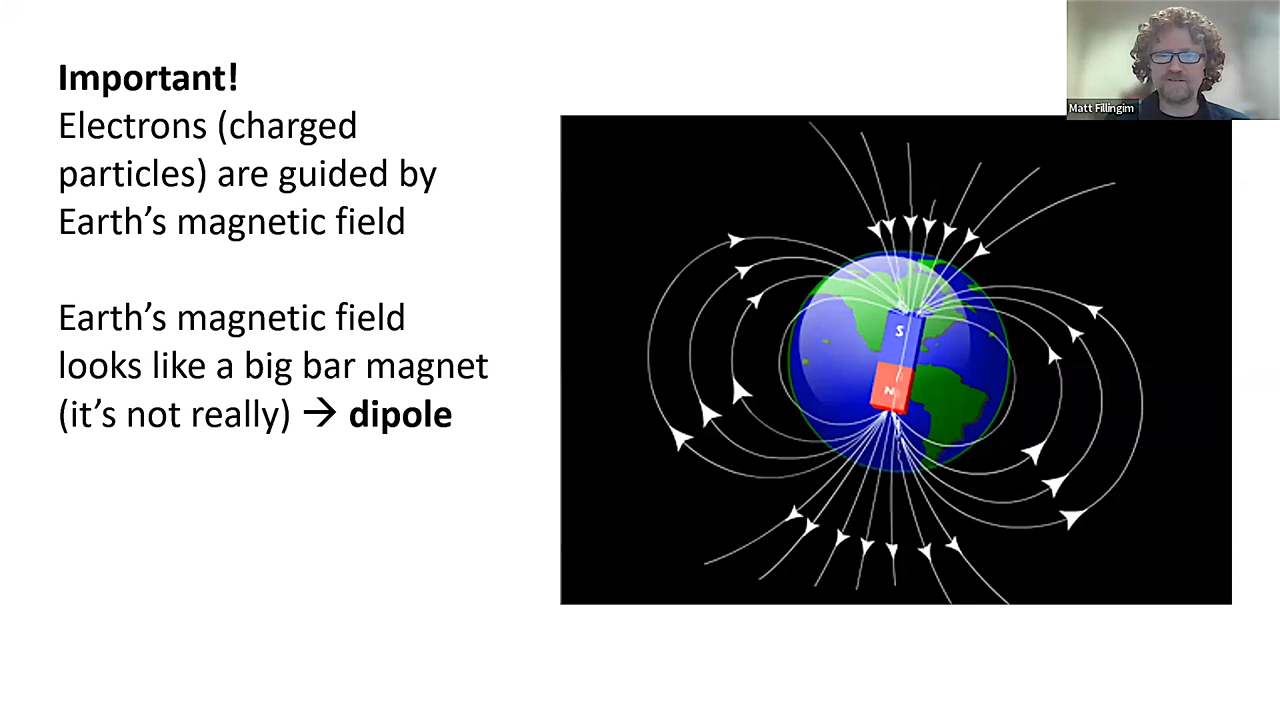 Important!
Electrons (charged
particles) are guided by
Earth’s magnetic field
Earth’s magnetic field
looks like a big bar magnet
(it’s not really) → dipole
Matt Fillingim
S
N